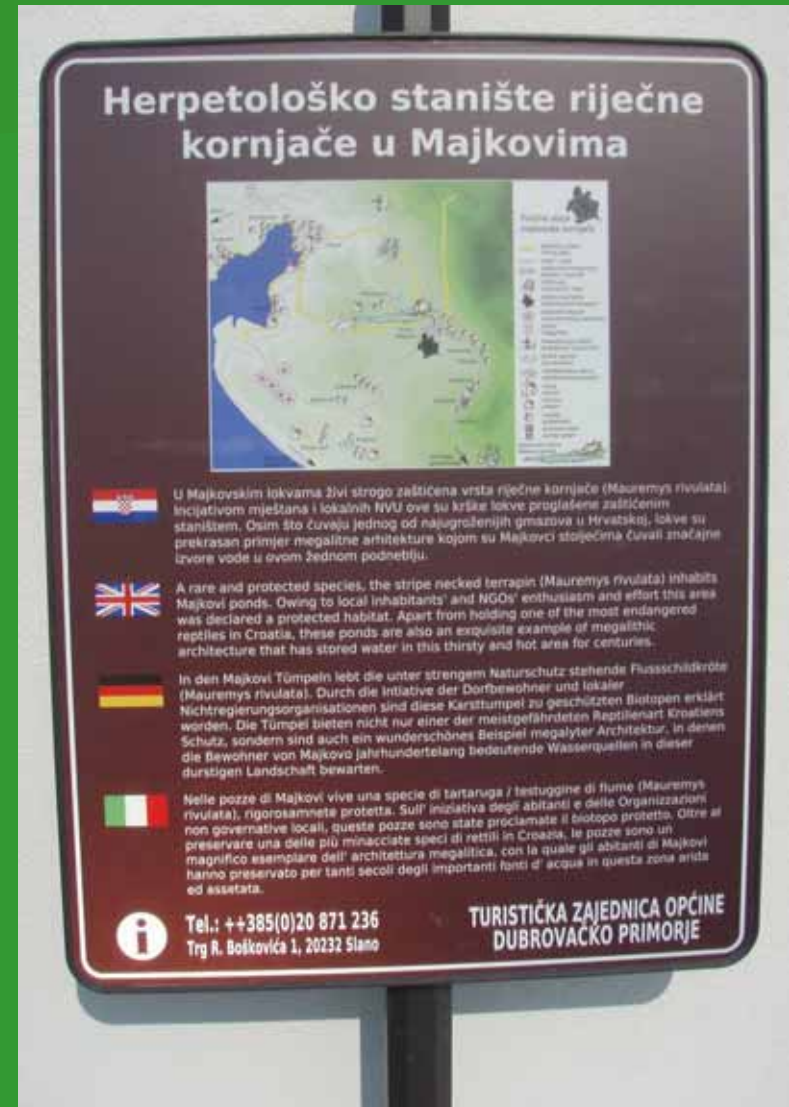 Herpetološko stanište riječne
kornjače u Majkovima
U Majkovskim lokvama živi strogo zaštićena vrsta riječne kornjače (Mauremys rivulata).
Incijativom mještana i lokalnih NVU ove su krške lokve proglašene zaštićenim
staništem. Osim što čuvaju jednog od najugroženijh gmazova u Hrvatskoj, lokve su
prekrasan primjer megalitne arhitekture kojom su Majkovci stoljećima čuvali značajne
izvore vode u ovom žednom podneblju.
A rare and protected species, the stripe necked terrapin (Mauremys rivulata) inhabits
Majkovi ponds. Owing to local inhabitants' and NGOs' enthusiasm and effort this area
was declared a protected habitat. Apart from holding one of the most endangered
reptiles in Croatia, these ponds are also an exquisite example of megalithic
architecture that has stored water in this thirsty and hot area for centuries.
In den Majkovi Tümpeln lebt die unter strengem Naturschutz stehende Flussschildkröte
(Mauremys rivulata). Durch die Intiative der Dorfbewohner und lokaler
Nichtregierungsorganisationen sind diese Karsttumpel zu geschützten Biotopen erklärt
worden. Die Tümpel bieten nicht nur einer der meistgefährdeten Reptilienart Kroatiens
Schutz, sondern sind auch ein wunderschönes Beispiel megalyter Architektur, in denen
die Bewohner von Majkovo jahrhundertelang bedeutende Wasserquellen in dieser
durstigen Landschaft bewarten.
Nelle pozze di Majkovi vive una specie di tartaruga / testuggine di fiume (Mauremys
rivulata), rigorosamnete protetta. Sull' iniziativa degli abitanti e delle Organizzazioni
non governative locali, queste pozze sono state proclamate il biotopo protetto. Oltre al
preservare una delle più minacciate speci di rettili in Croazia, le pozze sono un
magnifico esemplare dell' architettura megalitica, con la quale gli abitanti di Majkovi
hanno preservato per tanti secoli degli importanti fonti d' acqua in questa zona arida
ed assetata.
i
Tel.: ++385(0)20 871 236
Trg R. Boškovića 1, 20232 Slano
TURISTIČKA ZAJEDNICA OPĆINE
DUBROVAČKO PRIMORJE